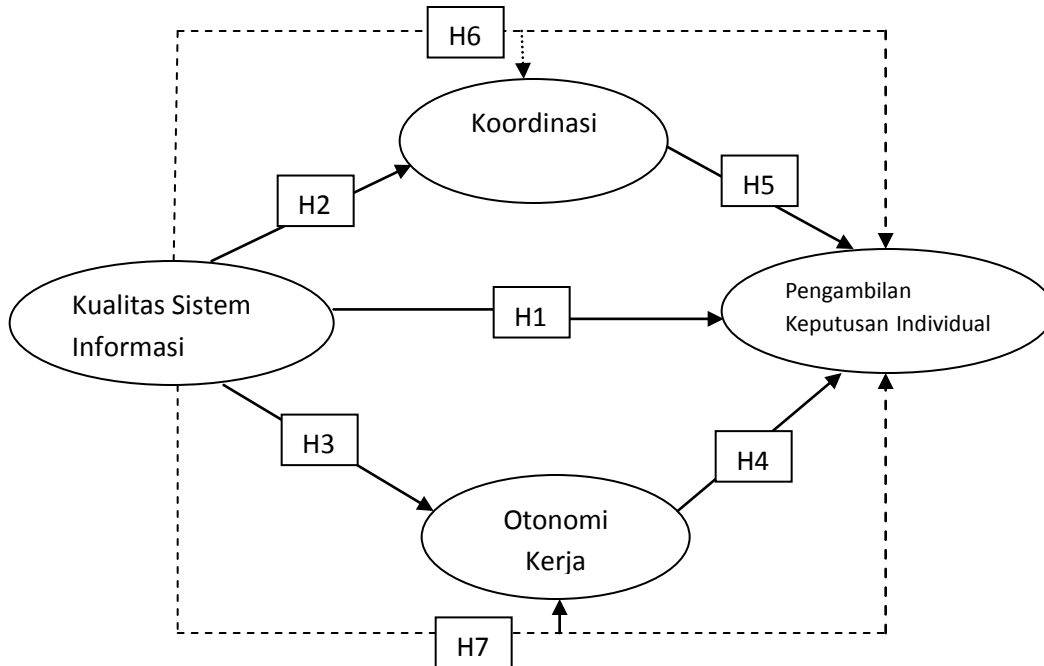 H6
Koordinasi
H2
H5
Kualitas Sistem
Informasi
H1
Pengambilan
Keputusan Individual
H3
H4
Otonomi
Kerja
H7